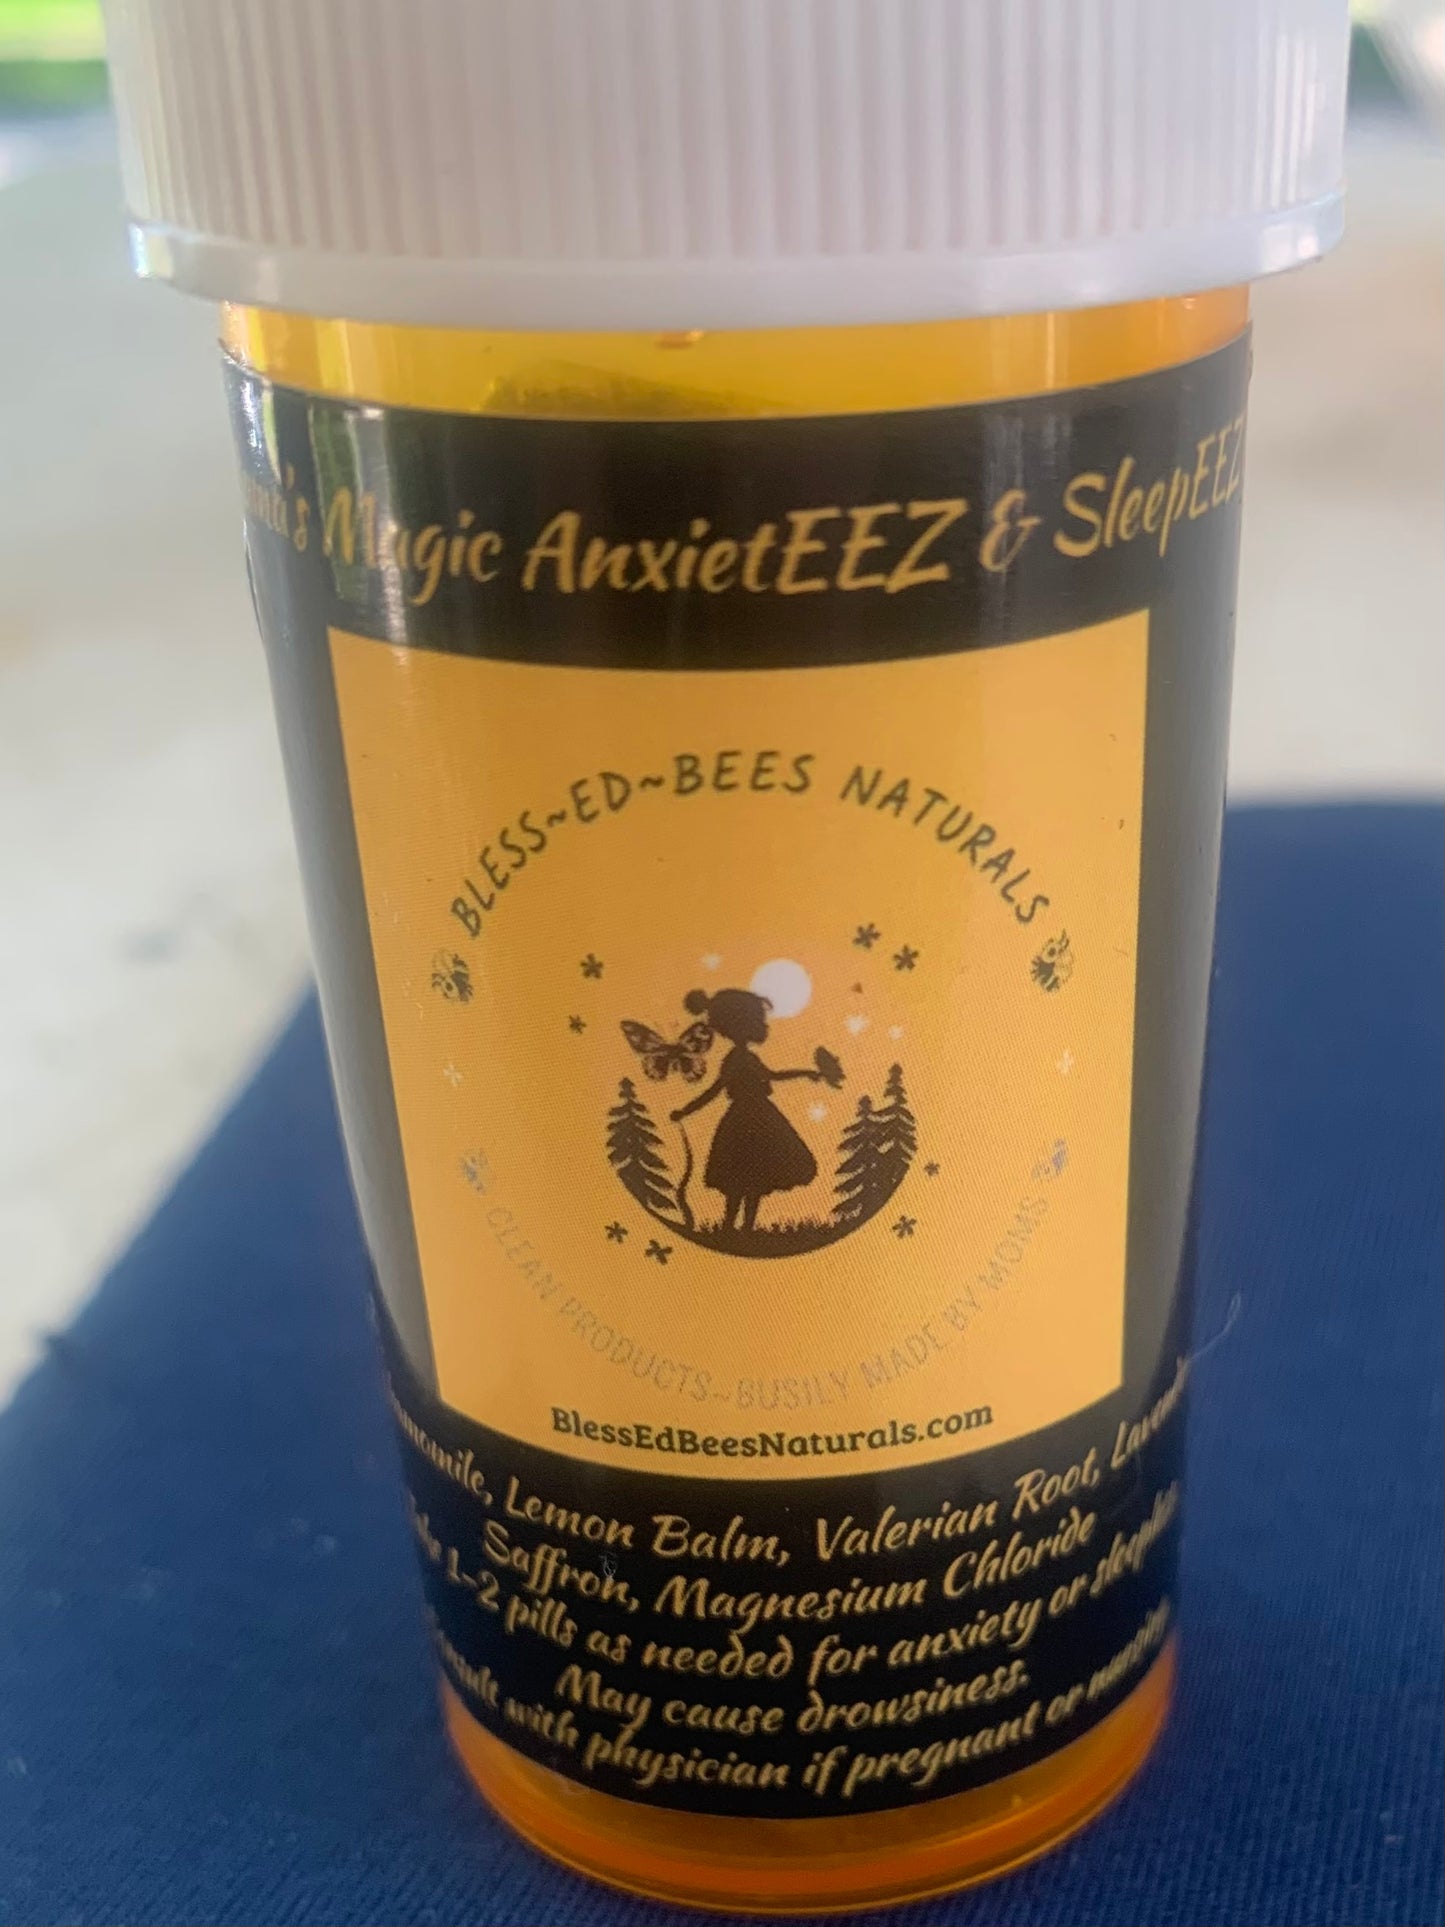 Magic AnxietEEZ & SleepEEZ
BLESS~ED~BEES NATURALS
CLEAN PRODUCTS~BUSILY MADE BY MOMS
BlessEdBeesNaturals.com
Lemon Balm, Valerian Root,
Saffron, Magnesium Chloride
1-2 pills as needed for anxiety or
May cause drowsiness.
with physician if pregnant or nursing.